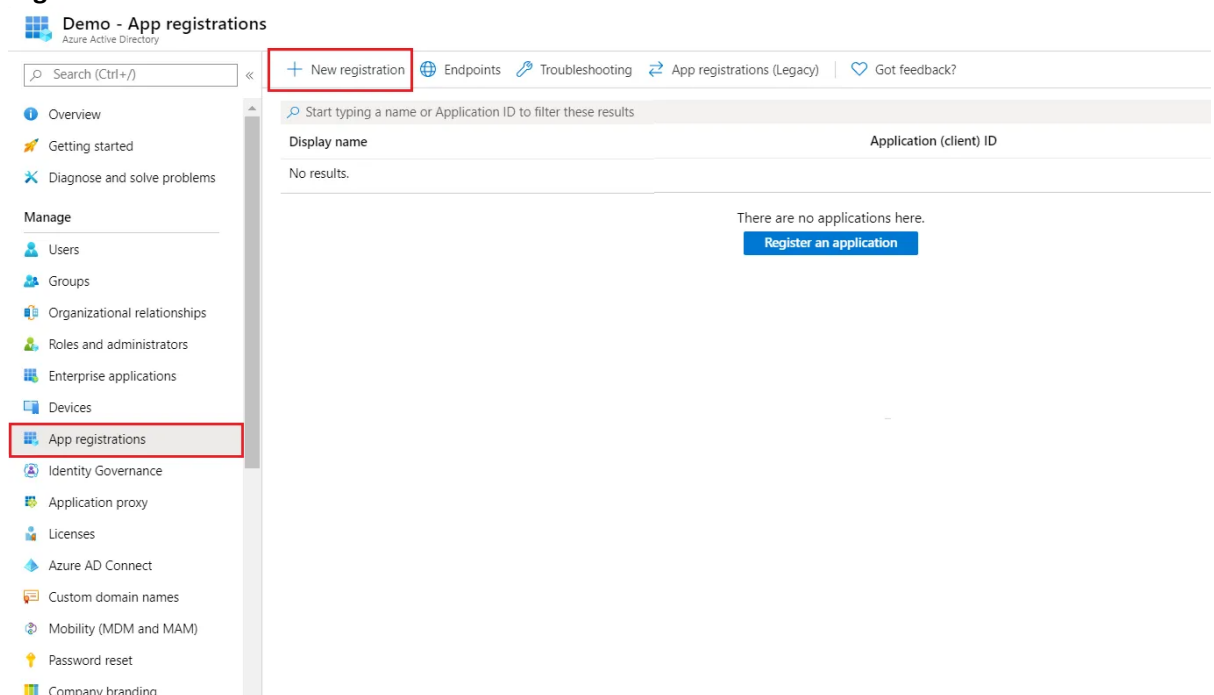 Demo - App registrations
Azure Active Directory
Search (Ctrl+/)
«
New registration Endpoints Troubleshooting App registrations (Legacy) Got feedback?
Overview
Getting started
Diagnose and solve problems
Manage
Users
Groups
Organizational relationships
Roles and administrators
Enterprise applications
Devices
App registrations
Identity Governance
Application proxy
Licenses
Azure AD Connect
Custom domain names
Mobility (MDM and MAM)
Password reset
Company branding
Start typing a name or Application ID to filter these results
Display name Application (client) ID
No results.
There are no applications here.
Register an application